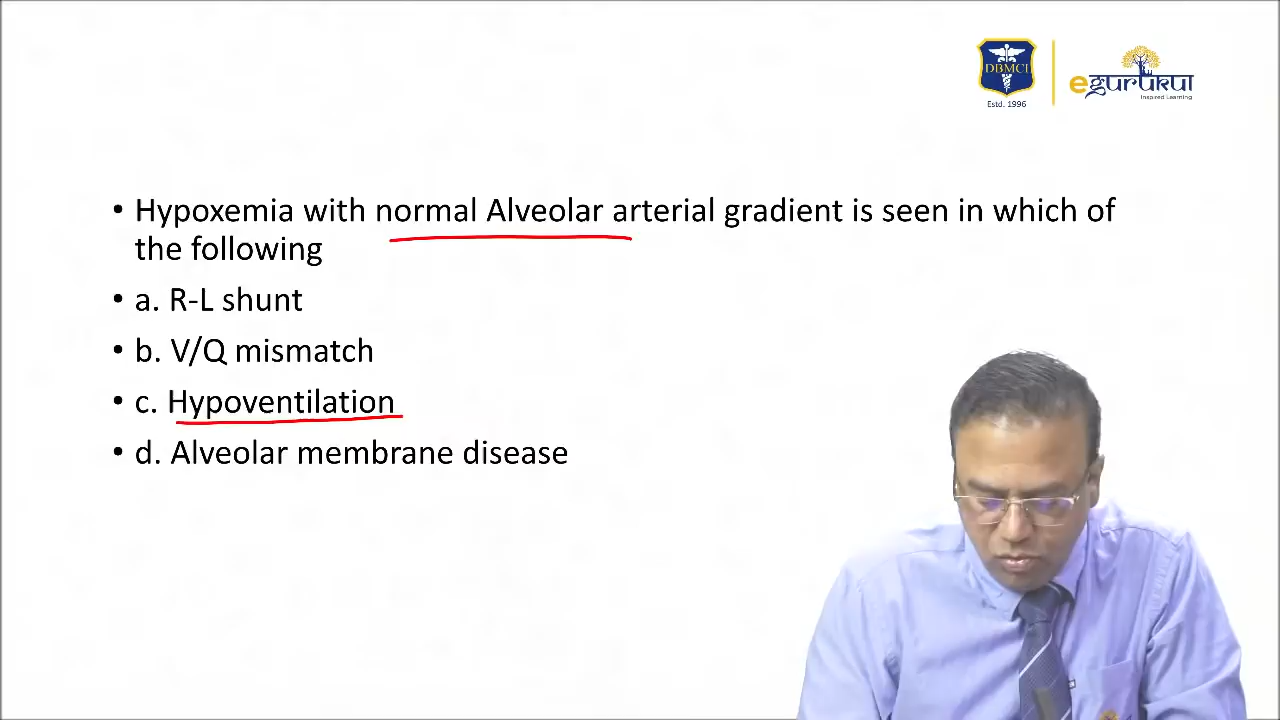 DBMCI
Estd. 1996
egurukul
Inspired Learning
• Hypoxemia with normal Alveolar arterial gradient is seen in which of
the following
• a. R-L shunt
• b. V/Q mismatch
• c. Hypoventilation
• d. Alveolar membrane disease